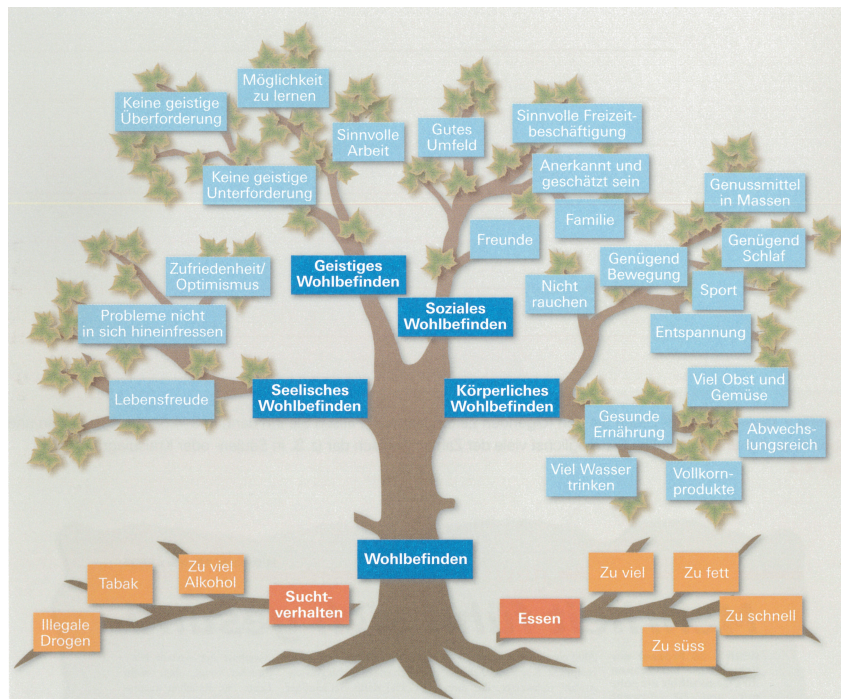 Möglichkeit
zu lernen
Keine geistige
Überforderung
Sinnvolle
Arbeit
Gutes
Umfeld
Sinnvolle Freizeit-
beschäftigung
Keine geistige
Unterforderung
Anerkannt und
geschätzt sein
Genussmittel
in Massen
Familie
Freunde
Genügend
Schlaf
Zufriedenheit/
Optimismus
Geistiges
Wohlbefinden
Genügend
Bewegung
Nicht
rauchen
Sport
Soziales
Wohlbefinden
Probleme nicht
in sich hineinfressen
Entspannung
Viel Obst und
Gemüse
Lebensfreude
Seelisches
Wohlbefinden
Körperliches
Wohlbefinden
Gesunde
Ernährung
Abwechs-
lungsreich
Viel Wasser
trinken
Vollkorn-
produkte
Wohlbefinden
Zu viel
Alkohol
Tabak
Sucht-
verhalten
Illegale
Drogen
Zu viel
Zu fett
Essen
Zu schnell
Zu süss